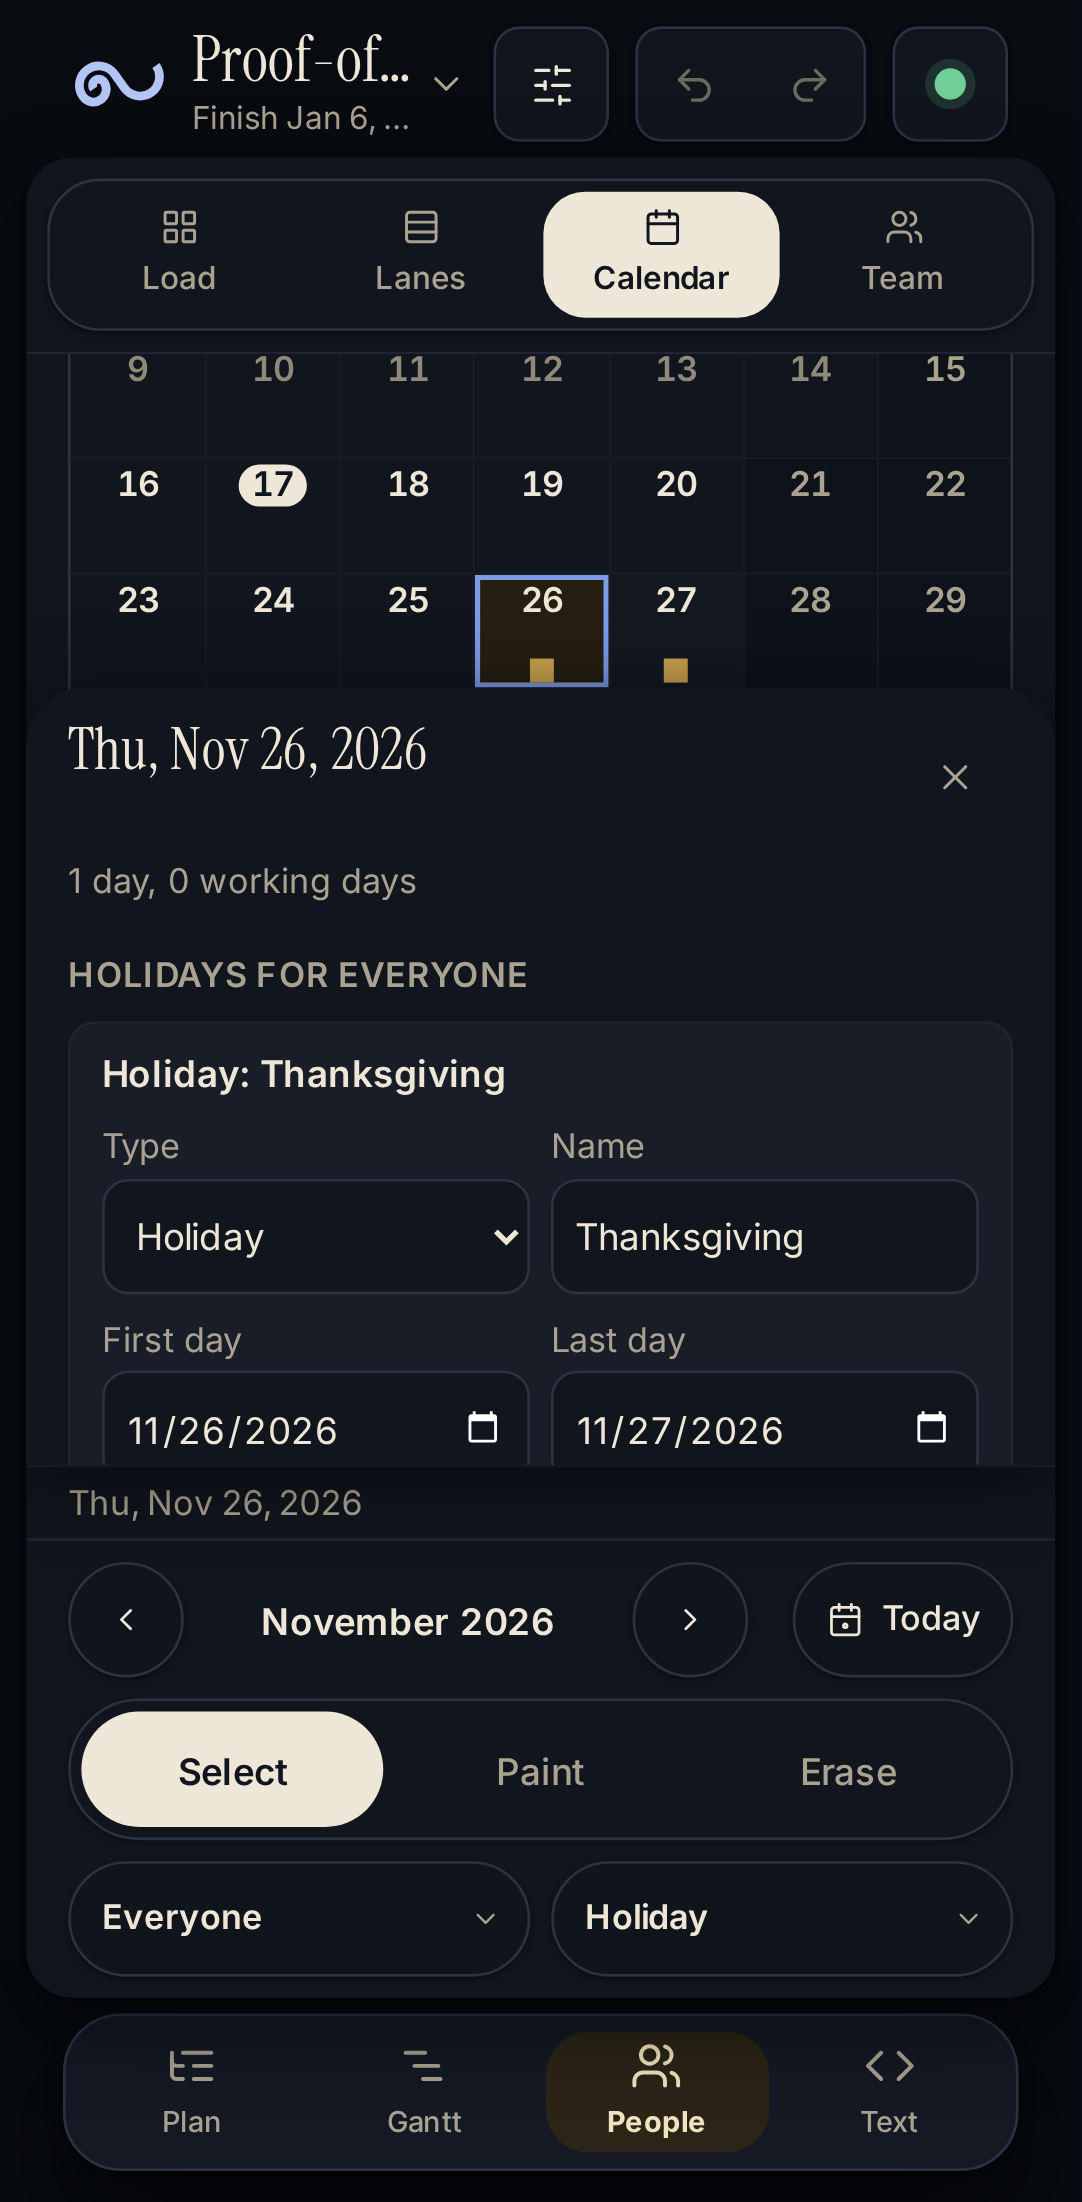 Proof-of...
Finish Jan 6, ...
Load
Lanes
Calendar
Team
9 10 11 12 13 14 15
16 17 18 19 20 21 22
23 24 25 26 27 28 29
Thu, Nov 26, 2026
1 day, 0 working days
HOLIDAYS FOR EVERYONE
Holiday: Thanksgiving
Type Name
Holiday Thanksgiving
First day Last day
11/26/2026 11/27/2026
Thu, Nov 26, 2026
November 2026 Today
Select Paint Erase
Everyone Holiday
Plan Gantt People Text